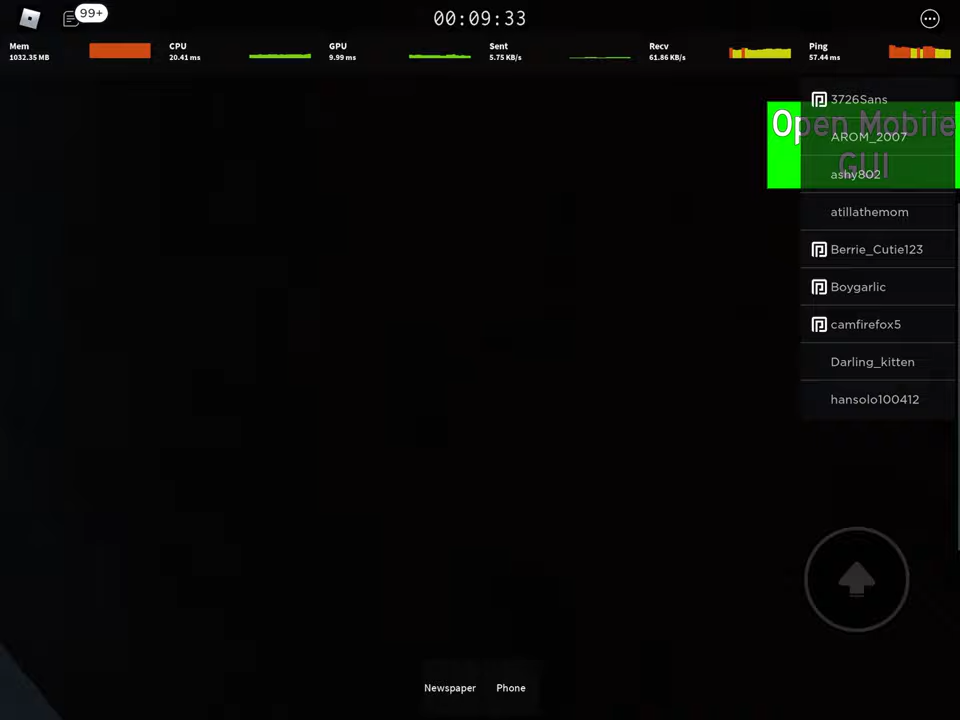 99+
00:09:33
Mem
1032.35 MB
CPU
20.41 ms
GPU
9.99 ms
Sent
5.75 KB/s
Recv
61.86 KB/s
Ping
57.44 ms
Open Mobile
GUI
3726Sans
AROM_2007
ashy802
atillathemom
Berrie_Cutie123
Boygarlic
camfirefox5
Darling_kitten
hansolo100412
Newspaper
Phone